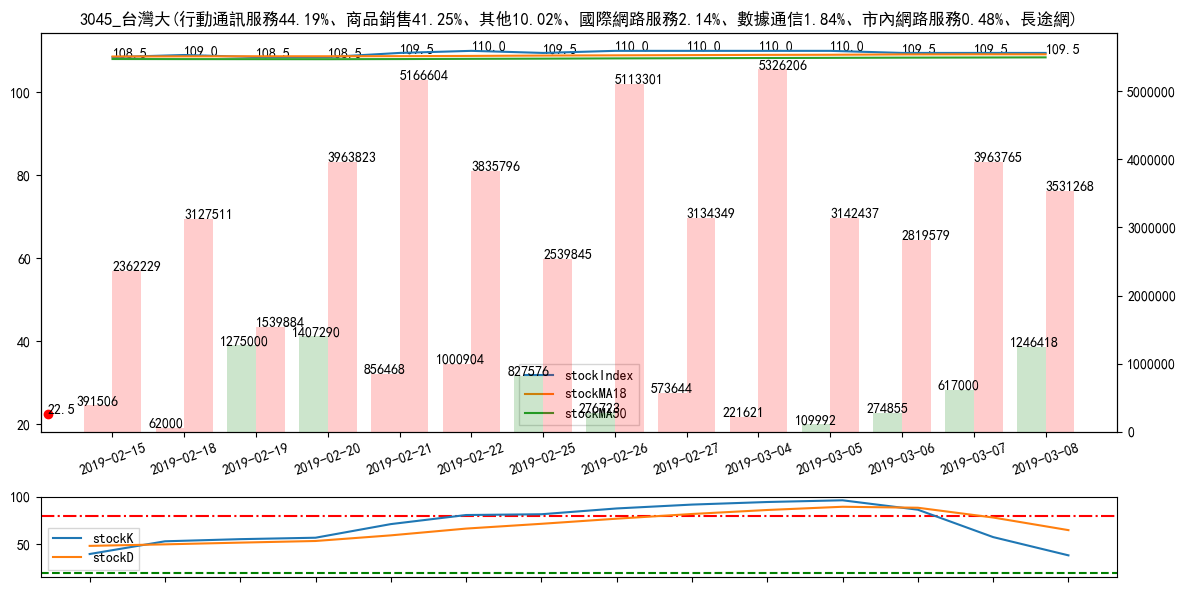 3045_台灣大(行動通訊服務44.19%、商品銷售41.25%、其他10.02%、國際網路服務2.14%、數據通信1.84%、市內網路服務0.48%、長途網)
108.5 109.0 108.5 108.5 109.5 110.0 109.5 110.0 110.0 110.0 110.0 109.5 109.5 109.5
100
80
60
40
20
5000000
4000000
3000000
2000000
1000000
0
2362229 3127511 1539884 3963823 5166604 3835796 2539845 5113301 3134349 5326206 3142437 2819579 3963765 3531268
391506 62000 1275000 1407290 856468 1000904 827576 276723 573644 221621 109992 274855 617000 1246418
22.5
stockIndex
stockMA18
stockMA50
2019-02-15 2019-02-18 2019-02-19 2019-02-20 2019-02-21 2019-02-22 2019-02-25 2019-02-26 2019-02-27 2019-03-04 2019-03-05 2019-03-06 2019-03-07 2019-03-08
100
50
stockK
stockD